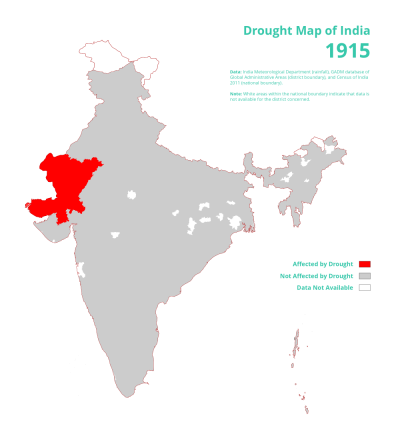 Drought Map of India
1915
Data: India Meteorological Department (rainfall), GADM database of
Global Administrative Areas (district boundary), and Census of India
2011 (national boundary).
Note: White areas within the national boundary indicate that data is
not available for the district concerned.
Affected by Drought
Not Affected by Drought
Data Not Available